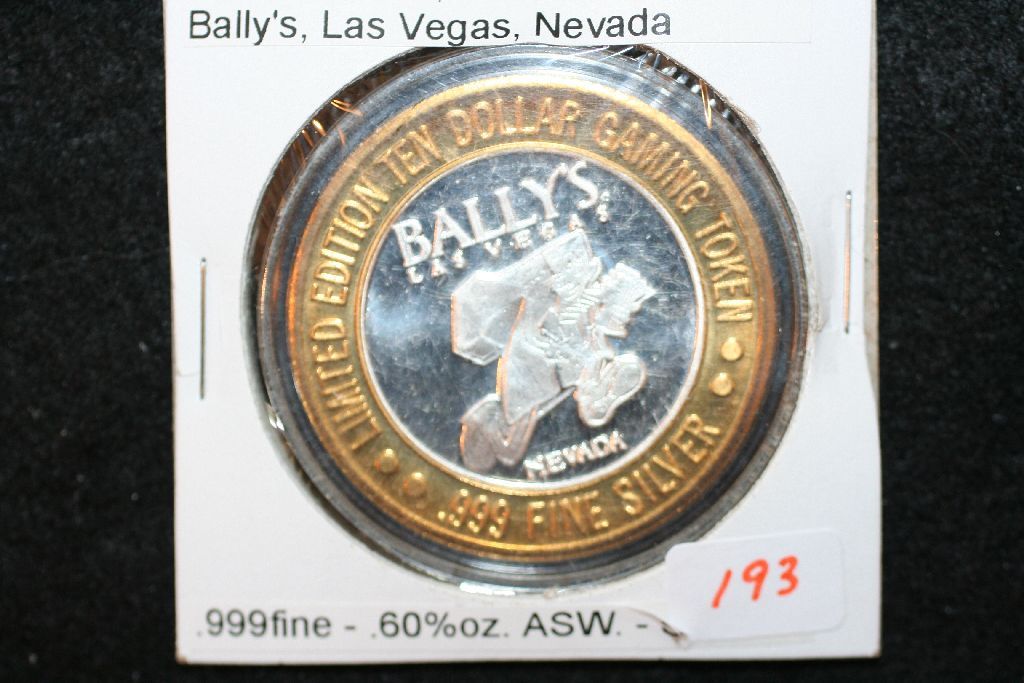 Bally's, Las Vegas, Nevada
LIMITED EDITION TEN DOLLAR GAMING TOKEN
BALLY'S
LAS VEGAS
NEVADA
.999 FINE SILVER
193
.999fine - .60%oz. ASW. -